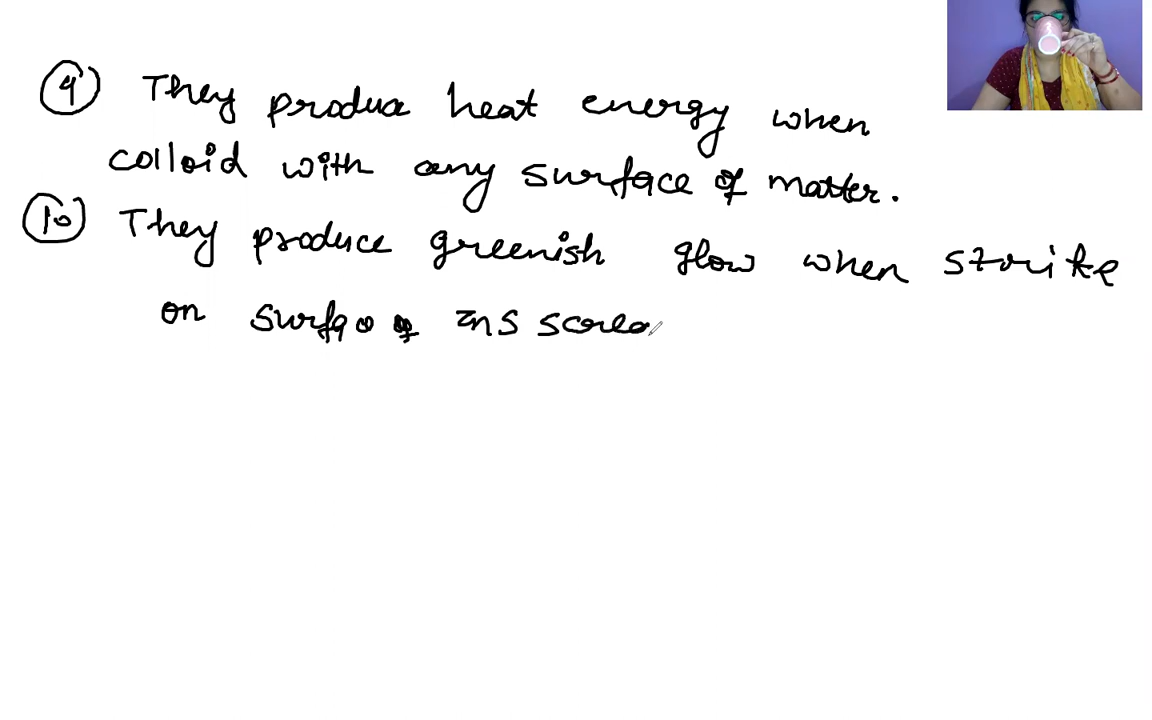 9 They produce heat energy when
colloid with any surface of matter.
10 They produce greenish glow when strike
on surface of ZnS scree